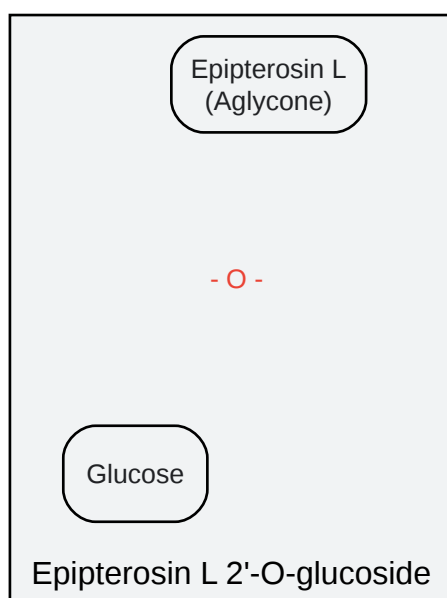 Epipterosin L
(Aglycone)
- O -
Glucose
Epipterosin L 2'-O-glucoside